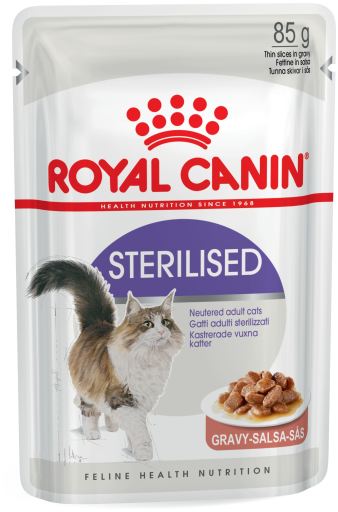 85 g
Thin slices in gravy
Fettine in salsa
Tunna skivor i sås
ROYAL CANIN®
HEALTH NUTRITION SINCE 1968
STERILISED
Neutered adult cats
Gatti adulti sterilizzati
Kastrerade vuxna
katter
GRAVY-SALSA-SÅS
FELINE HEALTH NUTRITION